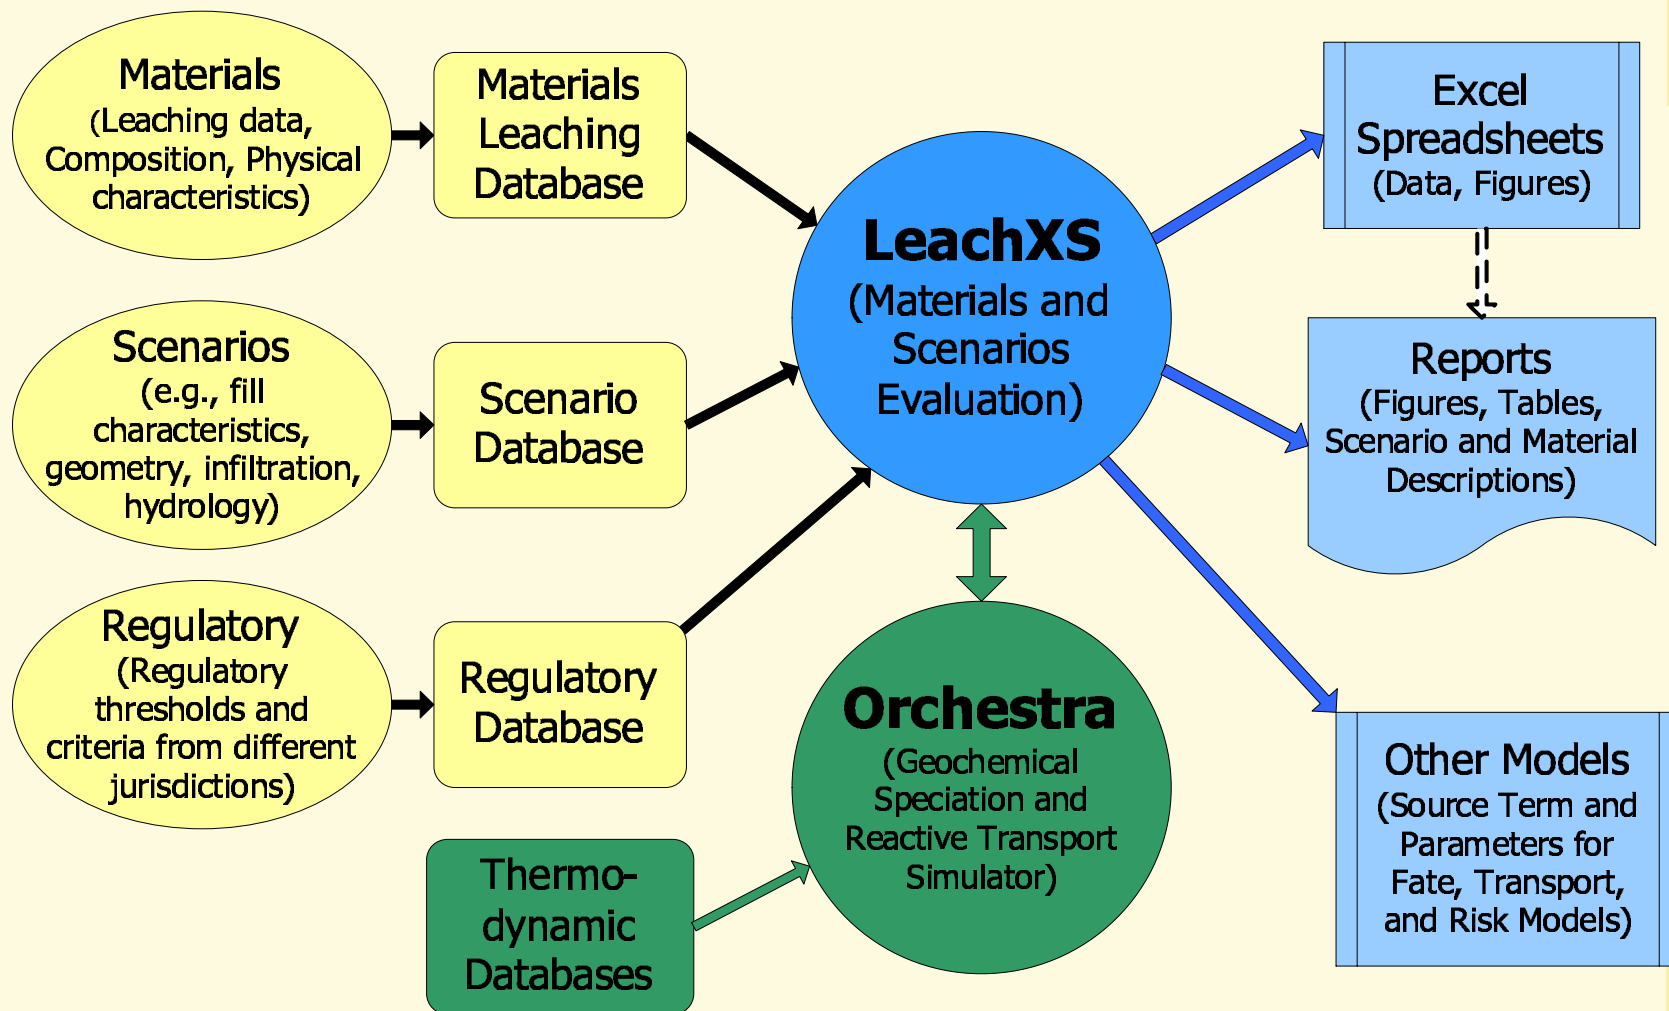 Materials
(Leaching data,
Composition, Physical
characteristics)
Materials
Leaching
Database
Scenarios
(e.g., fill
characteristics,
geometry, infiltration,
hydrology)
Scenario
Database
Regulatory
(Regulatory
thresholds and
criteria from different
jurisdictions)
Regulatory
Database
Thermo-
dynamic
Databases
LeachXS
(Materials and
Scenarios
Evaluation)
Orchestra
(Geochemical
Speciation and
Reactive Transport
Simulator)
Excel
Spreadsheets
(Data, Figures)
Reports
(Figures, Tables,
Scenario and Material
Descriptions)
Other Models
(Source Term and
Parameters for
Fate, Transport,
and Risk Models)